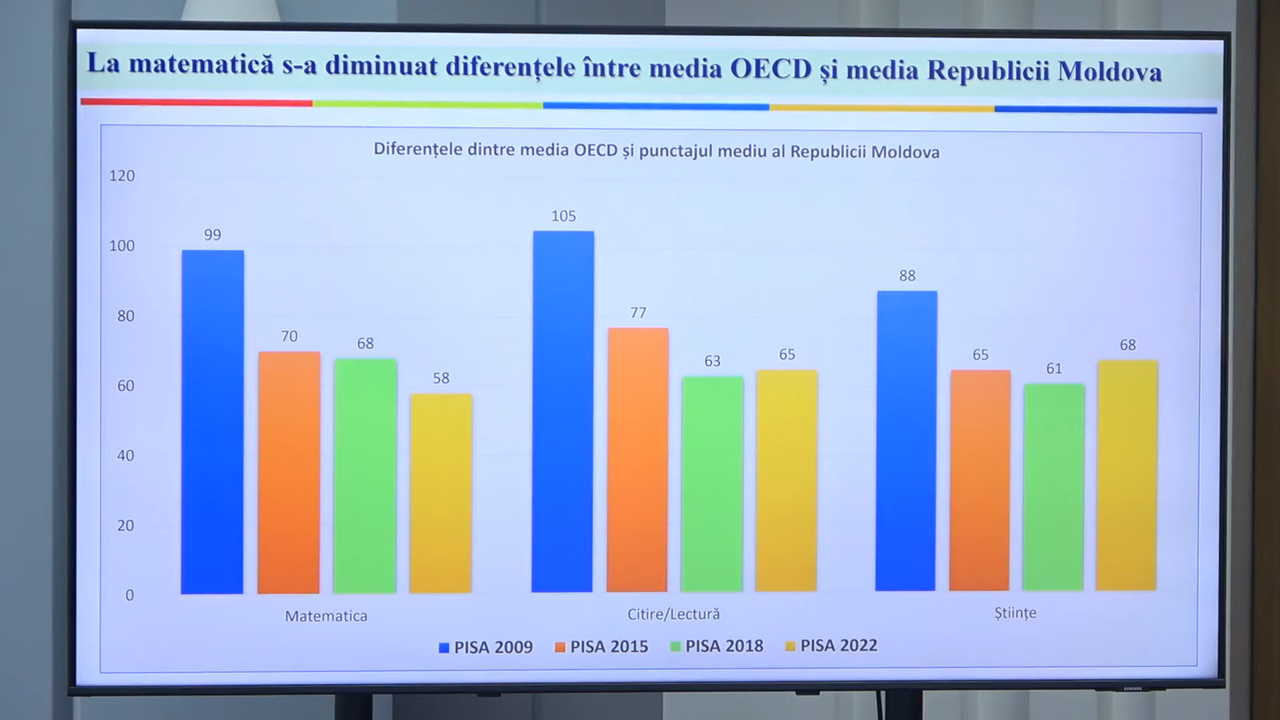 La matematică s-a diminuat diferențele între media OECD și media Republicii Moldova
Diferențele dintre media OECD și punctajul mediu al Republicii Moldova
120
100
80
60
40
20
0
99
70
68
58
105
77
63
65
88
65
61
68
Matematica
Citire/Lectură
Științe
PISA 2009
PISA 2015
PISA 2018
PISA 2022
SAMSUNG